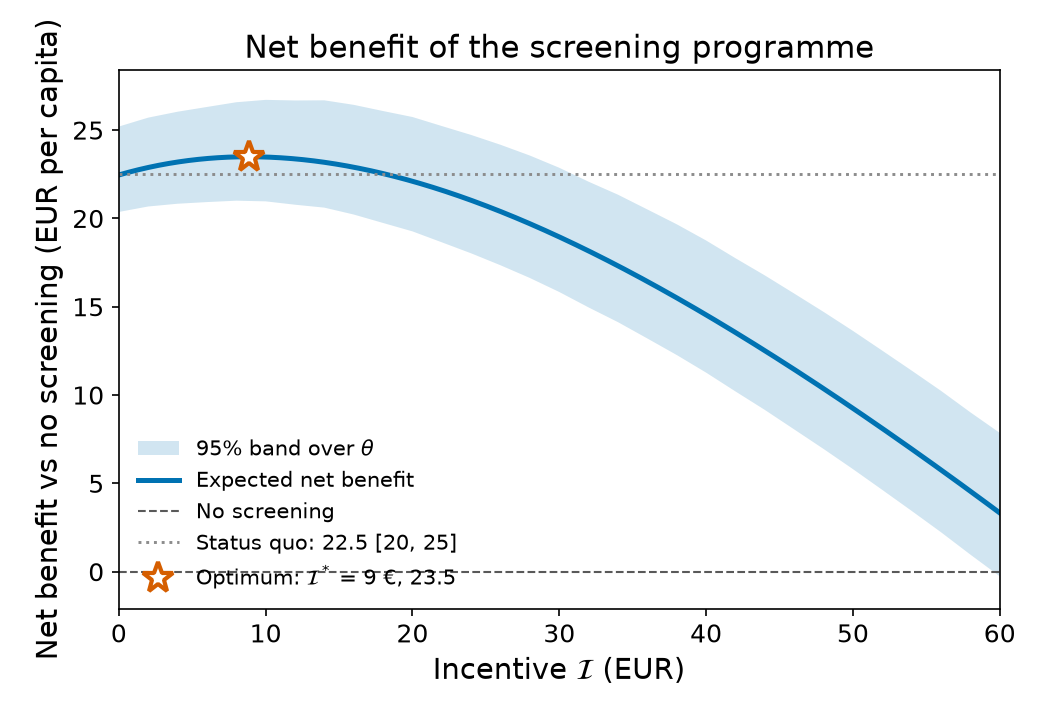 Net benefit of the screening programme
Net benefit vs no screening (EUR per capita)
25
20
15
10
5
0
95% band over θ
Expected net benefit
No screening
Status quo: 22.5 [20, 25]
Optimum: ℐ* = 9 €, 23.5
0 10 20 30 40 50 60
Incentive ℐ (EUR)